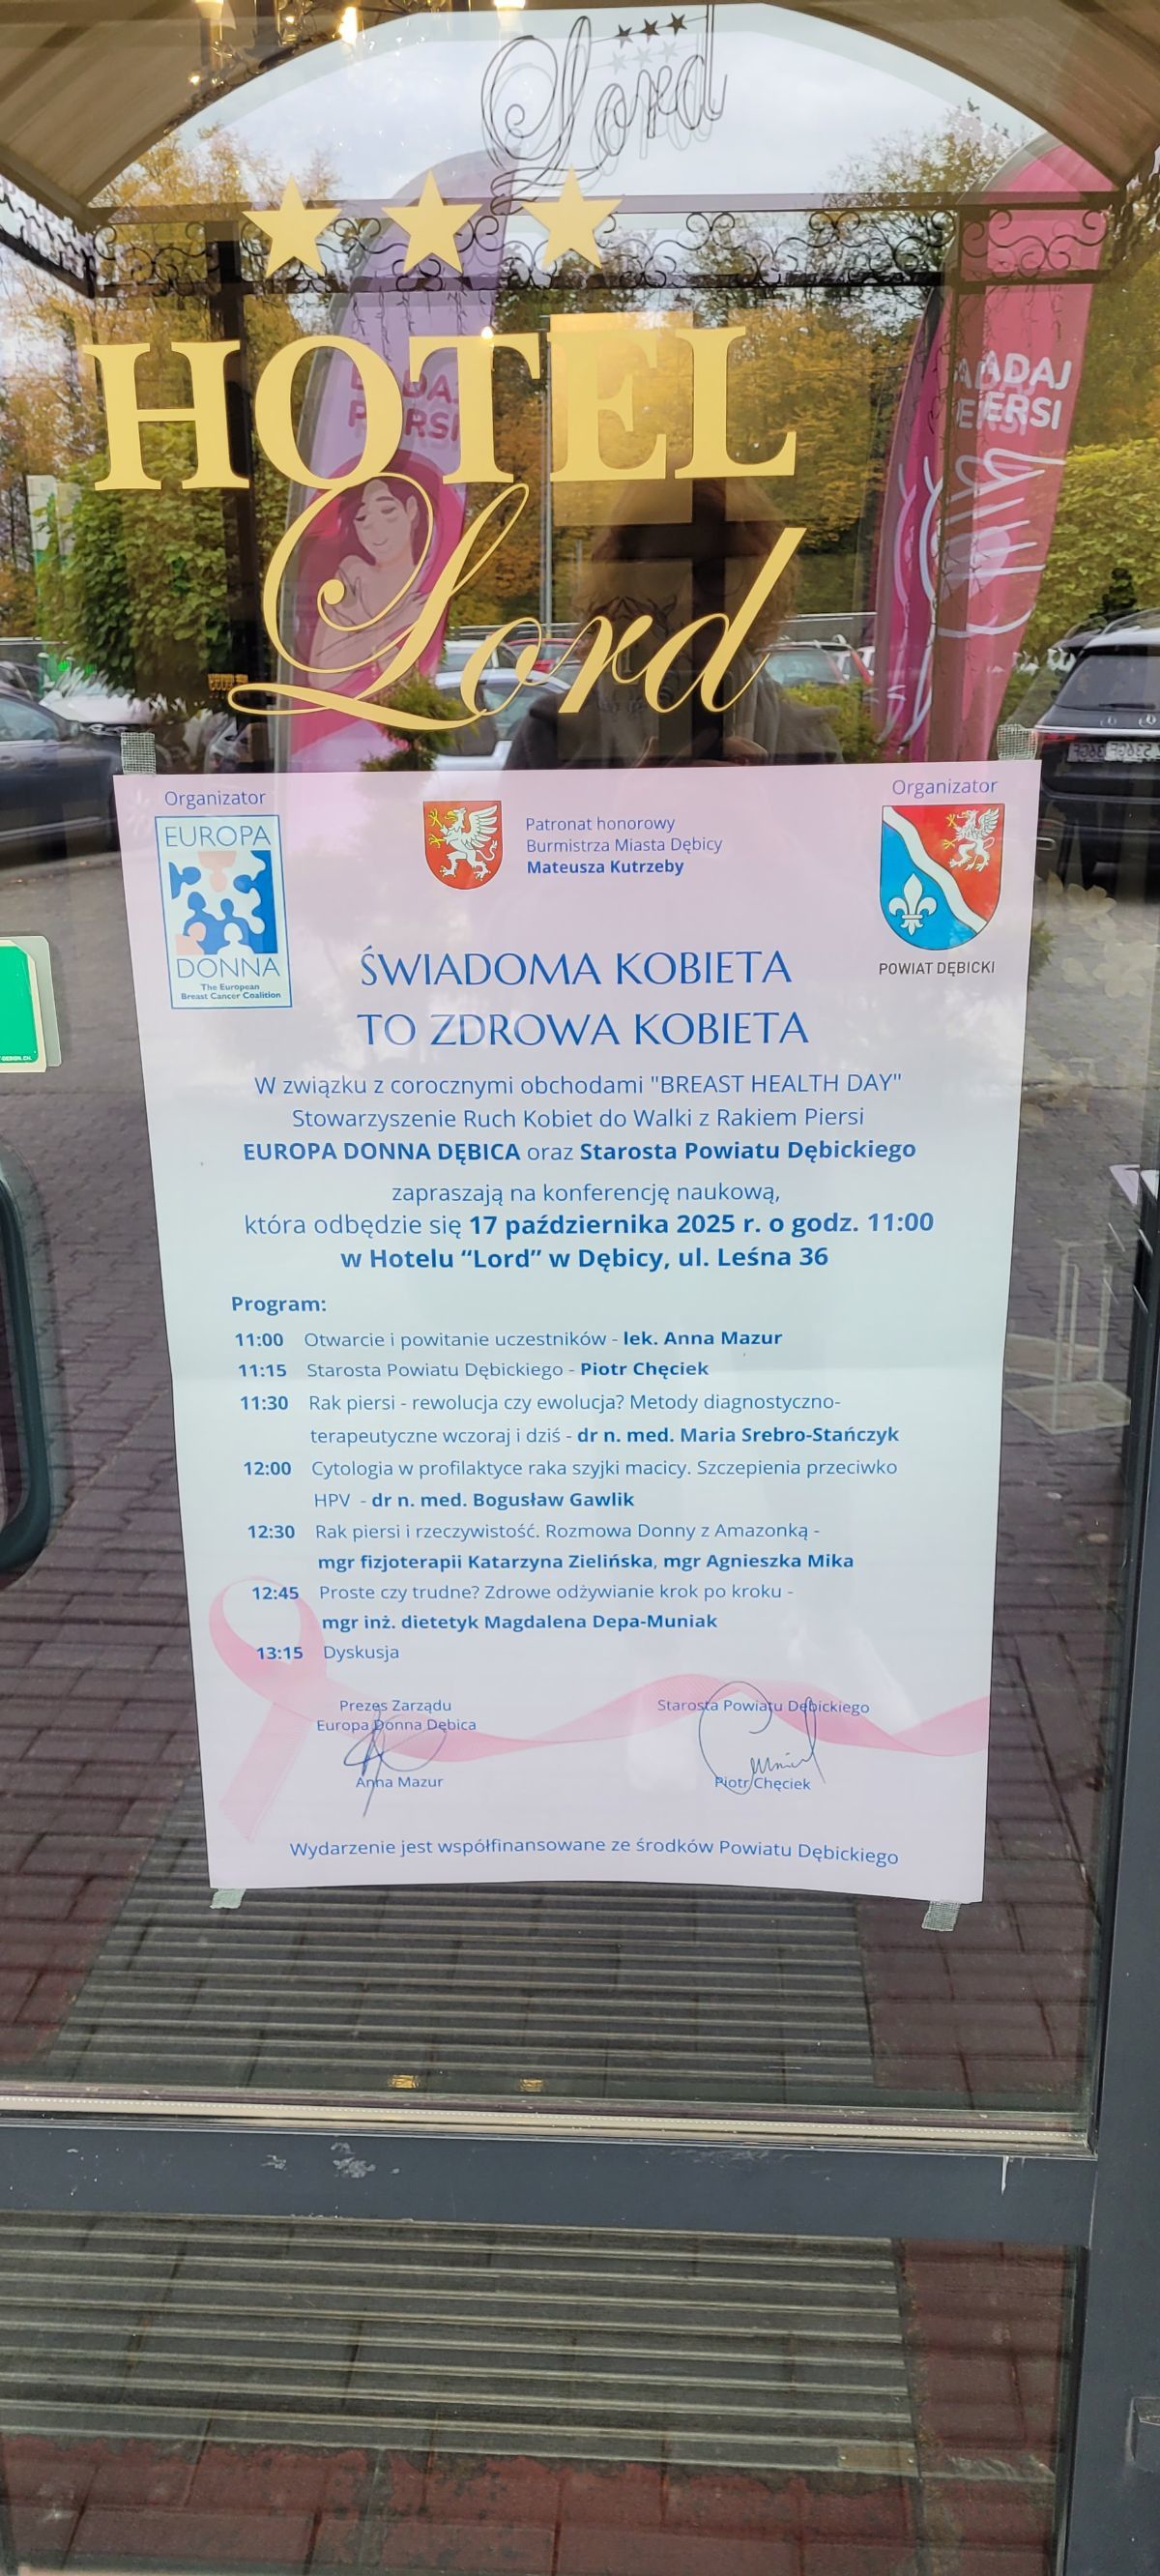 Lord
HOTEL
Lord
BADAJ
PIERSI
Organizator
EUROPA
DONNA
The European
Breast Cancer Coalition
Patronat honorowy
Burmistrza Miasta Dębicy
Mateusza Kutrzeby
Organizator
POWIAT DĘBICKI
ŚWIADOMA KOBIETA
TO ZDROWA KOBIETA
W związku z corocznymi obchodami "BREAST HEALTH DAY"
Stowarzyszenie Ruch Kobiet do Walki z Rakiem Piersi
EUROPA DONNA DĘBICA oraz Starosta Powiatu Dębickiego
zapraszają na konferencję naukową,
która odbędzie się 17 października 2025 r. o godz. 11:00
w Hotelu “Lord” w Dębicy, ul. Leśna 36
Program:
11:00 Otwarcie i powitanie uczestników - lek. Anna Mazur
11:15 Starosta Powiatu Dębickiego - Piotr Chęciek
11:30 Rak piersi - rewolucja czy ewolucja? Metody diagnostyczno-
terapeutyczne wczoraj i dziś - dr n. med. Maria Srebro-Stańczyk
12:00 Cytologia w profilaktyce raka szyjki macicy. Szczepienia przeciwko
HPV - dr n. med. Bogusław Gawlik
12:30 Rak piersi i rzeczywistość. Rozmowa Donny z Amazonką -
mgr fizjoterapii Katarzyna Zielińska, mgr Agnieszka Mika
12:45 Proste czy trudne? Zdrowe odżywianie krok po kroku -
mgr inż. dietetyk Magdalena Depa-Muniak
13:15 Dyskusja
Prezes Zarządu
Europa Donna Dębica
Anna Mazur
Starosta Powiatu Dębickiego
Piotr Chęciek
Wydarzenie jest współfinansowane ze środków Powiatu Dębickiego